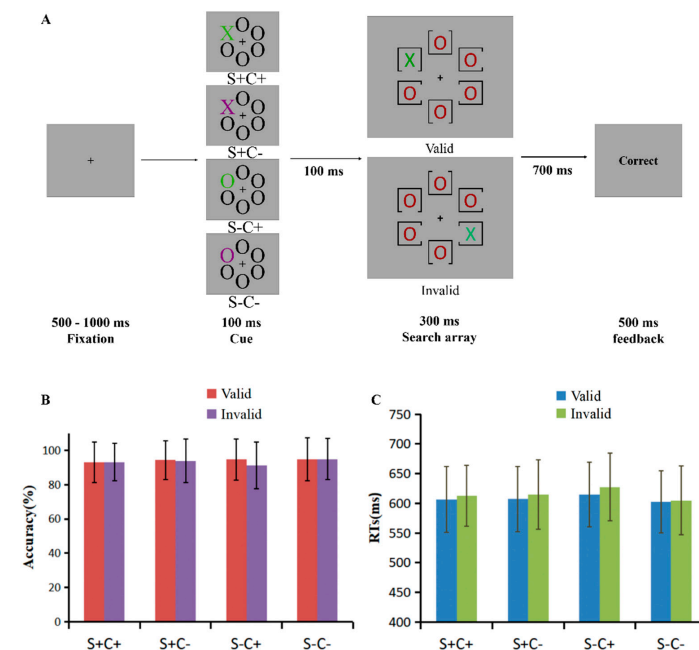 A
X O
O + O
O O
S+C+
X O
O + O
O O
S+C-
O O
O + O
O O
S-C+
O O
O + O
O O
S-C-
+
100 ms
O
X O
+
O O
O
Valid
O
O O
+
O X
O
Invalid
700 ms
Correct
500 - 1000 ms
Fixation
100 ms
Cue
300 ms
Search array
500 ms
feedback
B
Valid
Invalid
Accuracy(%)
100
80
60
40
20
0
S+C+ S+C- S-C+ S-C-
C
Valid
Invalid
RTs(ms)
750
700
650
600
550
500
450
400
S+C+ S+C- S-C+ S-C-